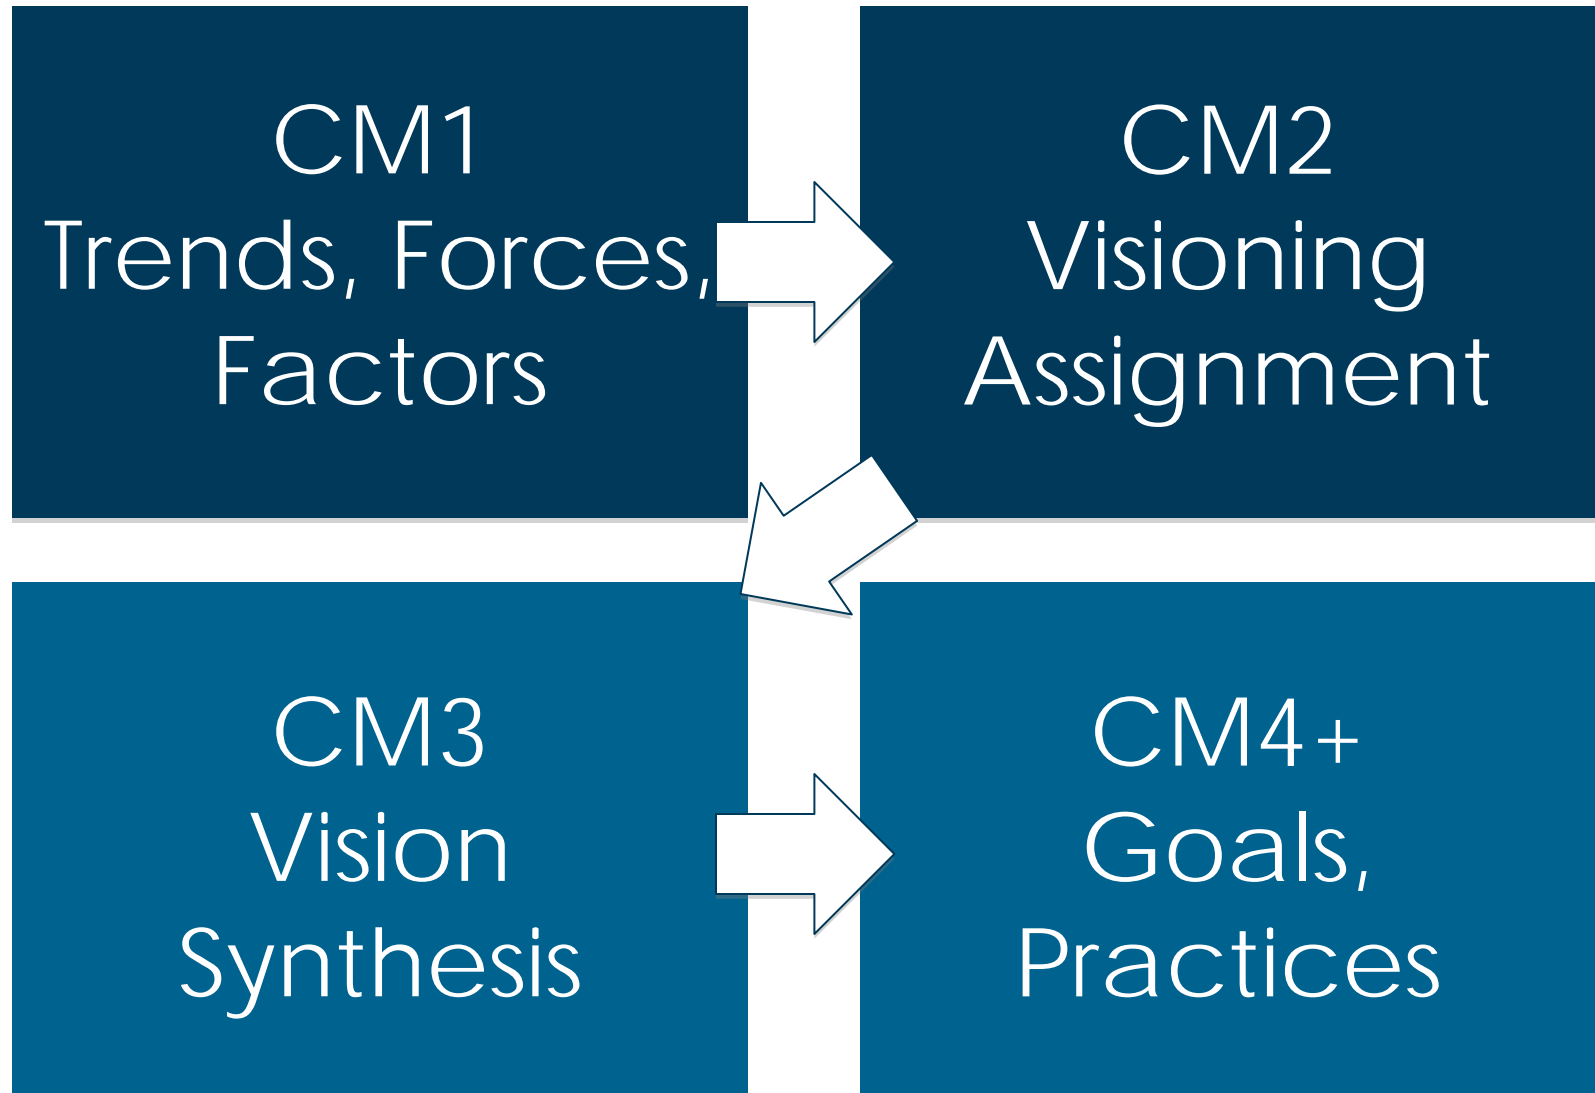 CM1
Trends, Forces,
Factors
CM2
Visioning
Assignment
CM3
Vision
Synthesis
CM4+
Goals,
Practices